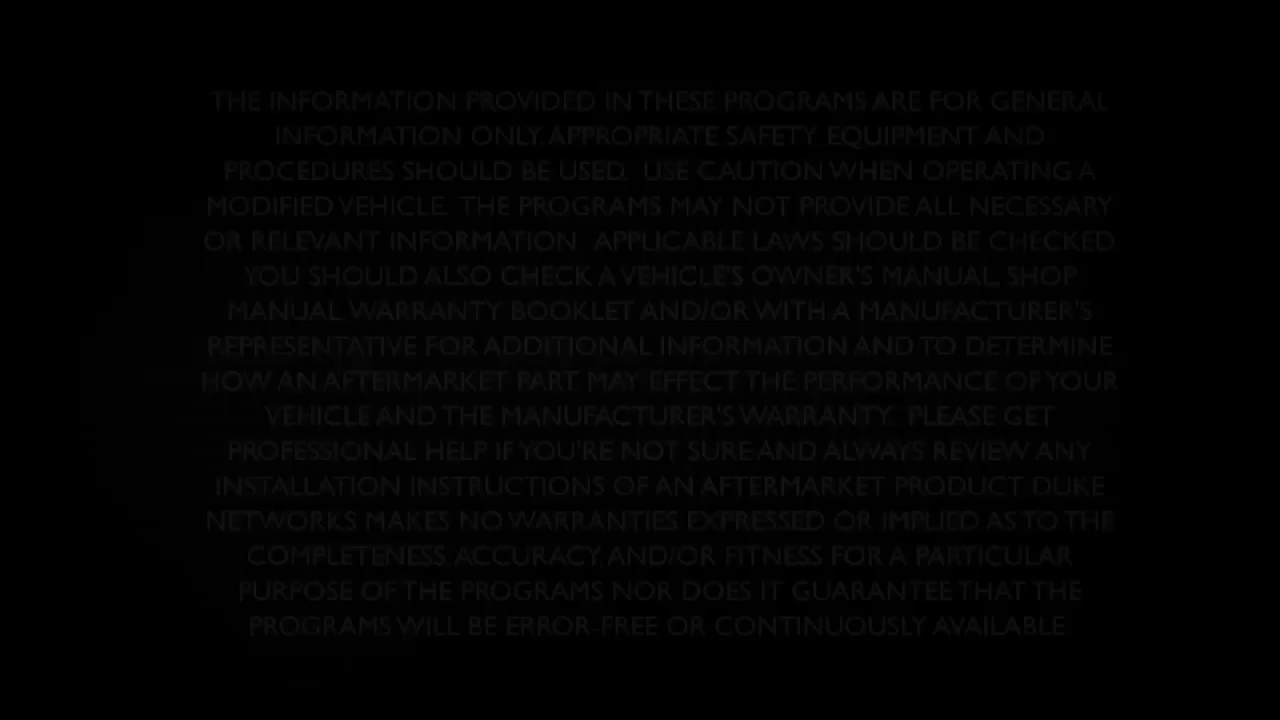 THE INFORMATION PROVIDED IN THESE PROGRAMS ARE FOR GENERAL
INFORMATION ONLY. APPROPRIATE SAFETY EQUIPMENT AND
PROCEDURES SHOULD BE USED. USE CAUTION WHEN OPERATING A
MODIFIED VEHICLE. THE PROGRAMS MAY NOT PROVIDE ALL NECESSARY
OR RELEVANT INFORMATION. APPLICABLE LAWS SHOULD BE CHECKED
YOU SHOULD ALSO CHECK A VEHICLE'S OWNER'S MANUAL, SHOP
MANUAL, WARRANTY BOOKLET AND/OR WITH A MANUFACTURER'S
REPRESENTATIVE FOR ADDITIONAL INFORMATION AND TO DETERMINE
HOW AN AFTERMARKET PART MAY EFFECT THE PERFORMANCE OF YOUR
VEHICLE AND THE MANUFACTURER'S WARRANTY. PLEASE GET
PROFESSIONAL HELP IF YOU'RE NOT SURE AND ALWAYS REVIEW ANY
INSTALLATION INSTRUCTIONS OF AN AFTERMARKET PRODUCT DUKE
NETWORKS MAKES NO WARRANTIES EXPRESSED OR IMPLIED AS TO THE
COMPLETENESS, ACCURACY, AND/OR FITNESS FOR A PARTICULAR
PURPOSE OF THE PROGRAMS NOR DOES IT GUARANTEE THAT THE
PROGRAMS WILL BE ERROR-FREE OR CONTINUOUSLY AVAILABLE